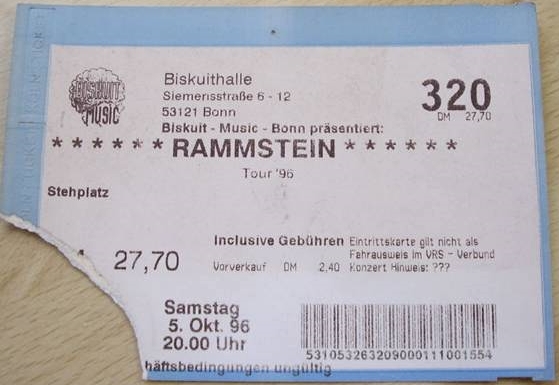 BISKUIT
MUSIC
Biskuithalle
Siemensstraße 6 - 12
53121 Bonn
320
DM 27,70
Biskuit - Music - Bonn präsentiert:
* * * * * * RAMMSTEIN * * * * * *
Tour '96
Stehplatz
27,70
Inclusive Gebühren Eintrittskarte gilt nicht als
Fahrausweis im VRS - Verbund
Vorverkauf DM 2,40 Konzert Hinweis: ???
Samstag
5. Okt. 96
20.00 Uhr
531053263209000111001554
häftsbedingungen ungültig